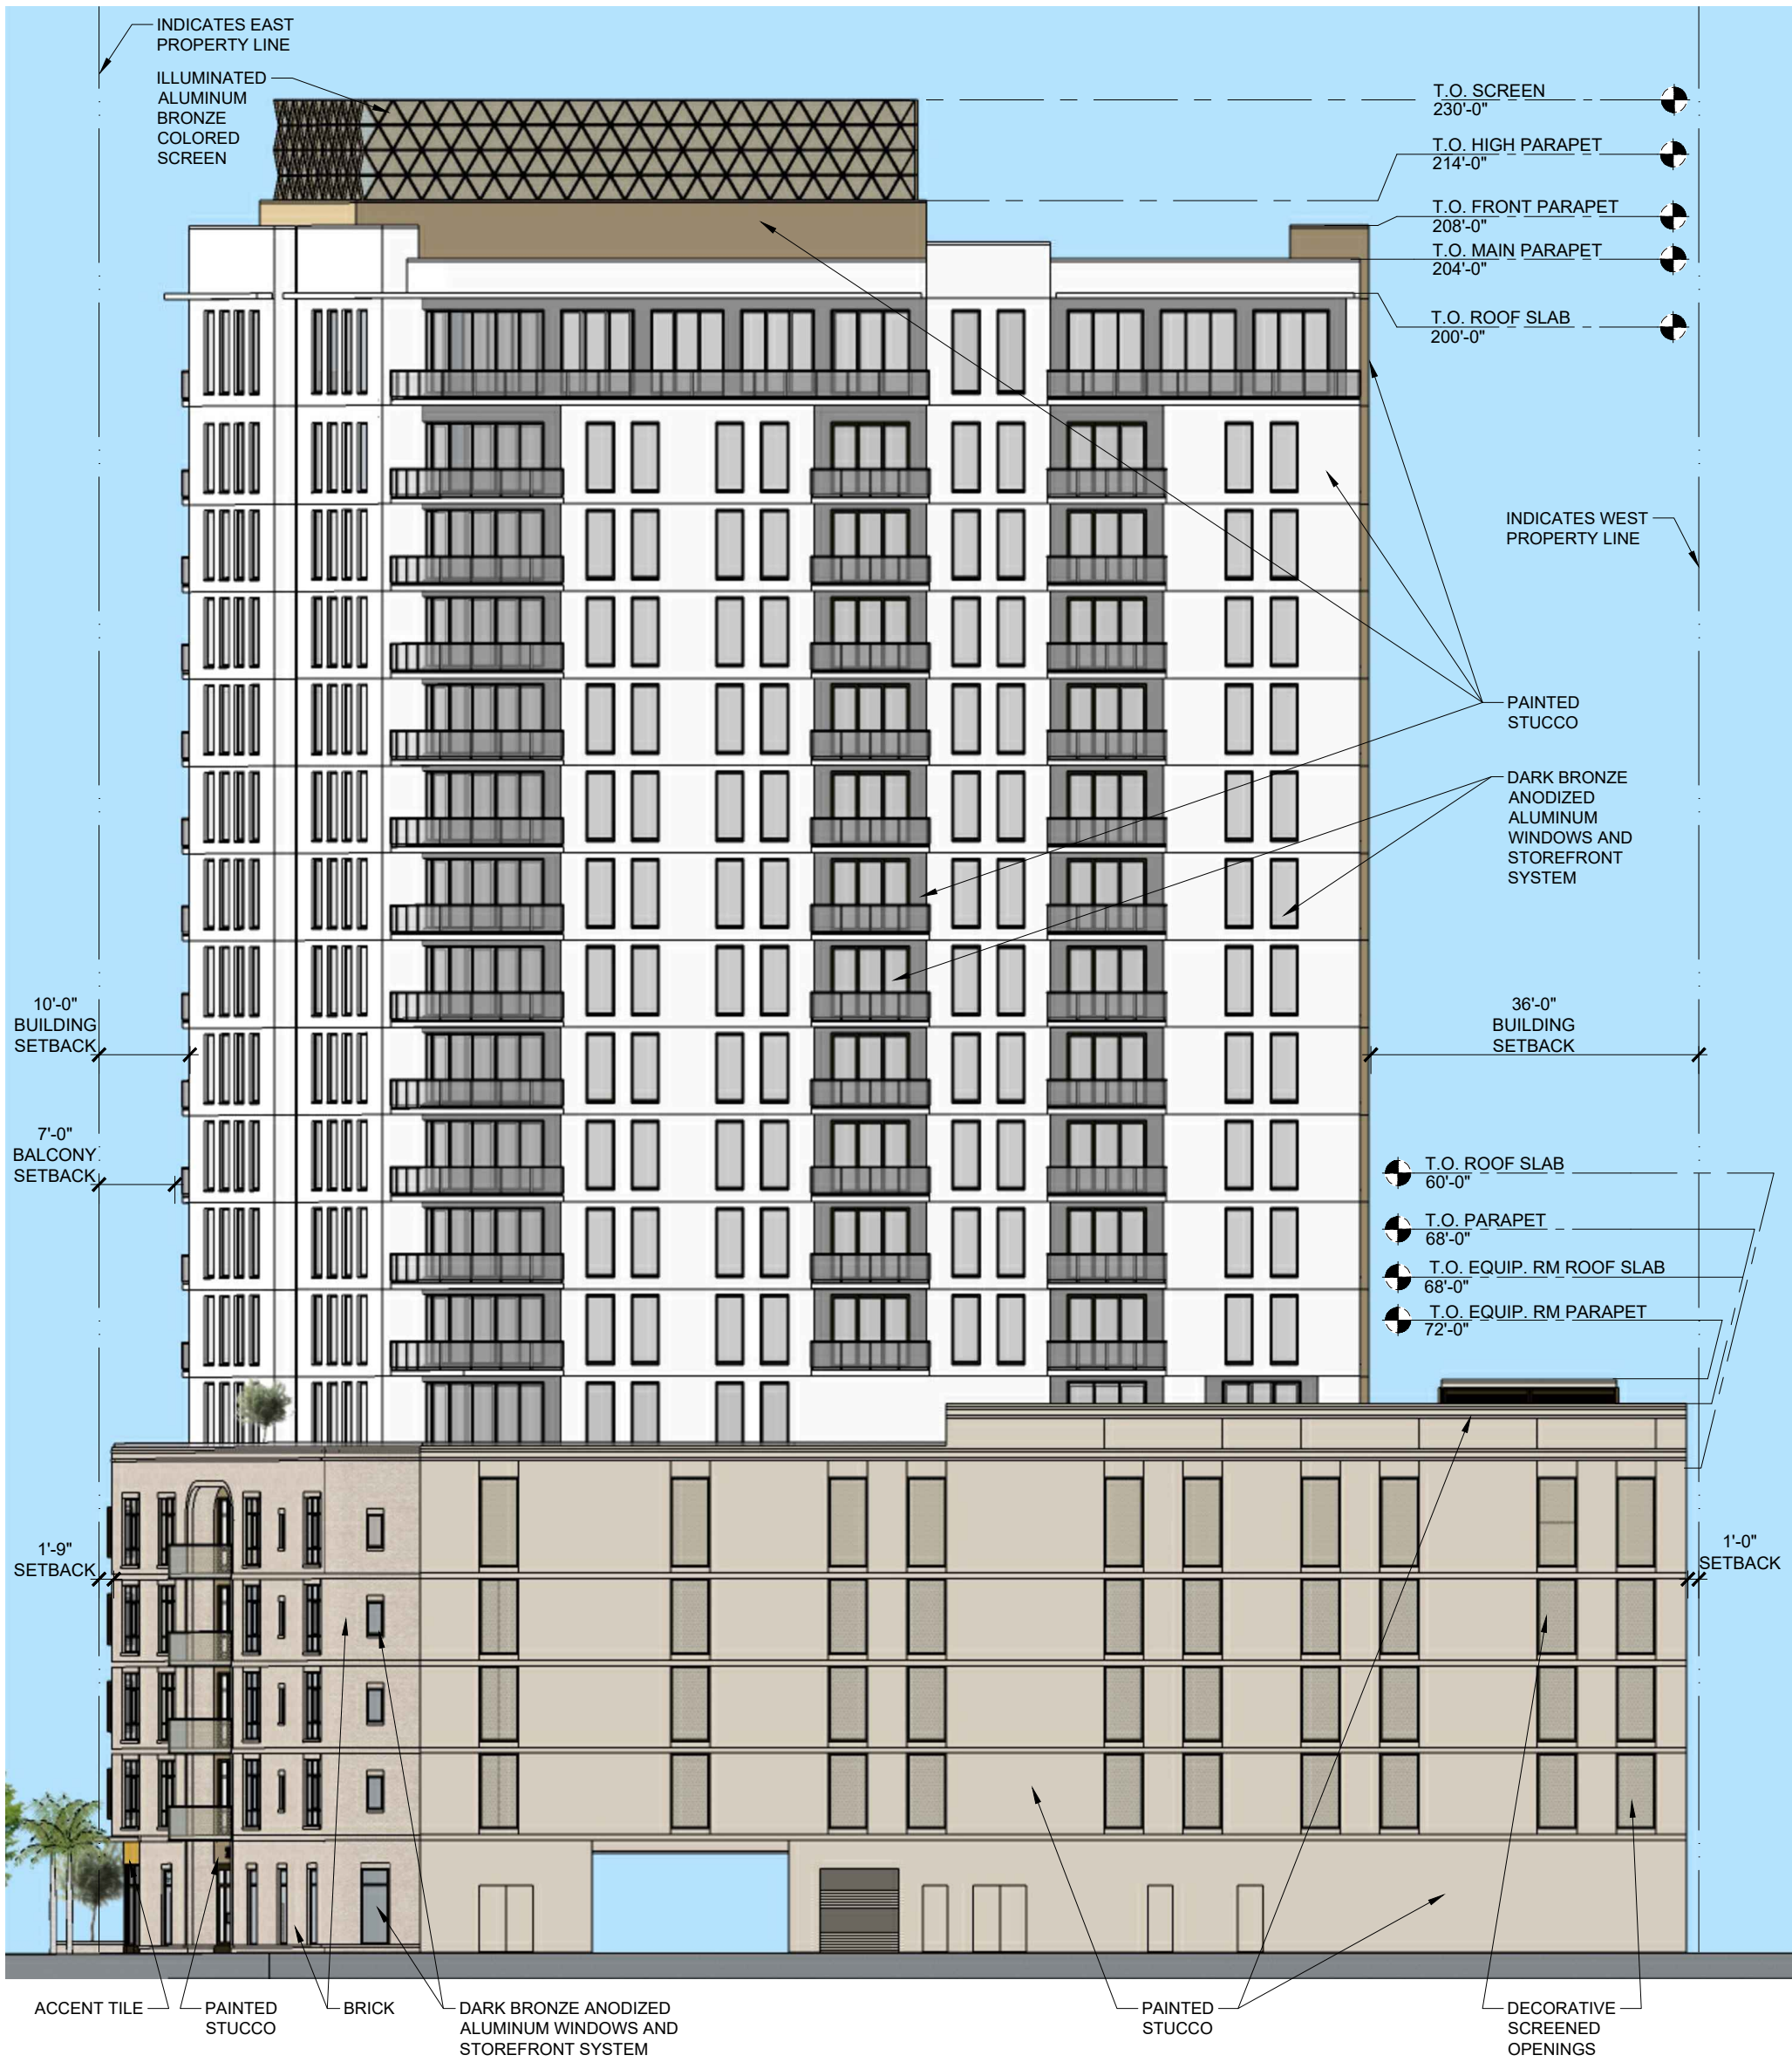 INDICATES EAST
PROPERTY LINE
ILLUMINATED
ALUMINUM
BRONZE
COLORED
SCREEN
T.O. SCREEN
230'-0"
T.O. HIGH PARAPET
214'-0"
T.O. FRONT PARAPET
208'-0"
T.O. MAIN PARAPET
204'-0"
T.O. ROOF SLAB
200'-0"
INDICATES WEST
PROPERTY LINE
PAINTED
STUCCO
DARK BRONZE
ANODIZED
ALUMINUM
WINDOWS AND
STOREFRONT
SYSTEM
10'-0"
BUILDING
SETBACK
36'-0"
BUILDING
SETBACK
7'-0"
BALCONY
SETBACK
T.O. ROOF SLAB
60'-0"
T.O. PARAPET
68'-0"
T.O. EQUIP. RM ROOF SLAB
68'-0"
T.O. EQUIP. RM PARAPET
72'-0"
1'-9"
SETBACK
1'-0"
SETBACK
ACCENT TILE
PAINTED
STUCCO
BRICK
DARK BRONZE ANODIZED
ALUMINUM WINDOWS AND
STOREFRONT SYSTEM
PAINTED
STUCCO
DECORATIVE
SCREENED
OPENINGS